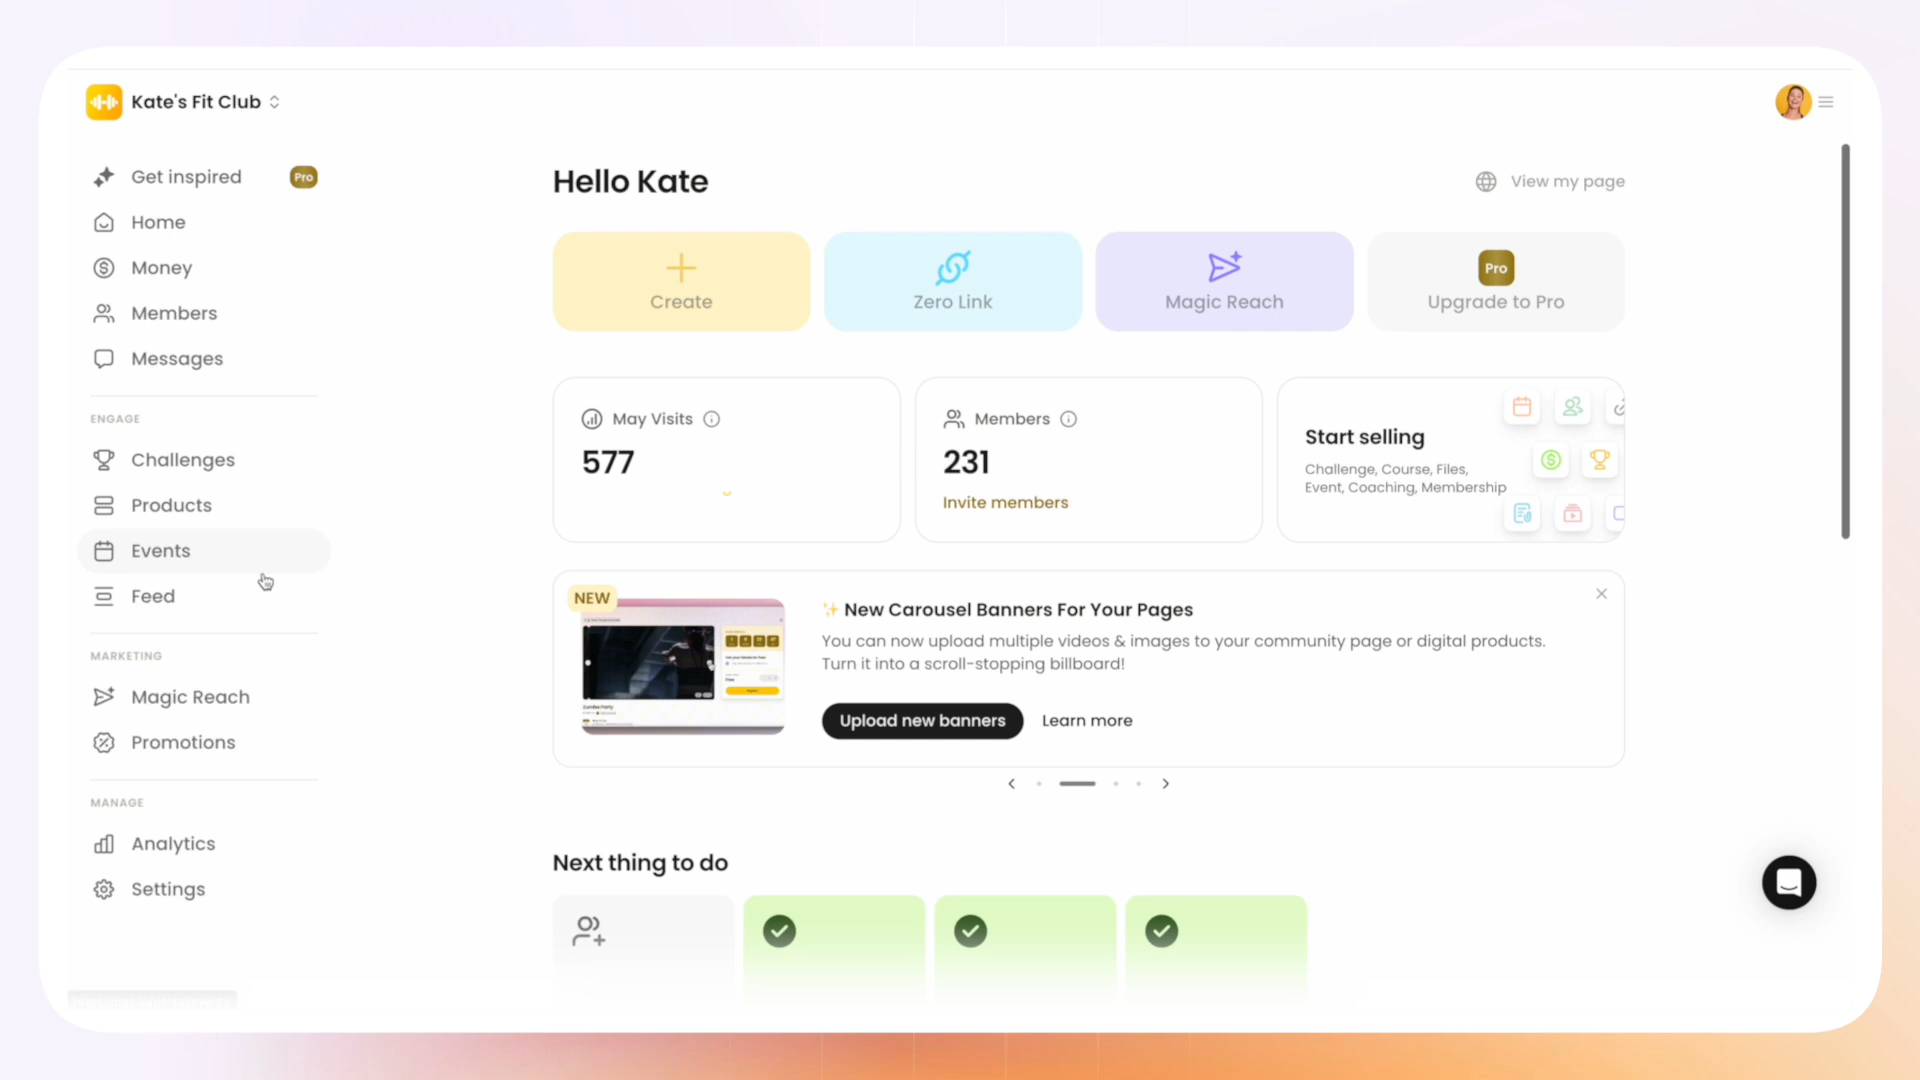 Kate's Fit Club
Get inspired
Pro
Home
Money
Members
Messages
ENGAGE
Challenges
Products
Events
Feed
MARKETING
Magic Reach
Promotions
MANAGE
Analytics
Settings
Hello Kate
View my page
Create
Zero Link
Magic Reach
Pro
Upgrade to Pro
May Visits
577
Members
231
Invite members
Start selling
Challenge, Course, Files,
Event, Coaching, Membership
NEW
New Carousel Banners For Your Pages
You can now upload multiple videos & images to your community page or digital products.
Turn it into a scroll-stopping billboard!
Upload new banners
Learn more
Next thing to do